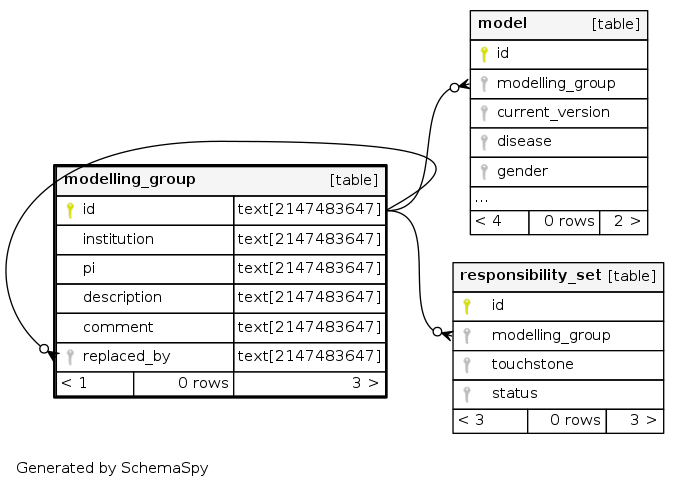 model [table]
id
modelling_group
current_version
disease
gender
...
< 4 0 rows 2 >
modelling_group [table]
id text[2147483647]
institution text[2147483647]
pi text[2147483647]
description text[2147483647]
comment text[2147483647]
replaced_by text[2147483647]
< 1 0 rows 3 >
responsibility_set [table]
id
modelling_group
touchstone
status
< 3 0 rows 3 >
Generated by SchemaSpy